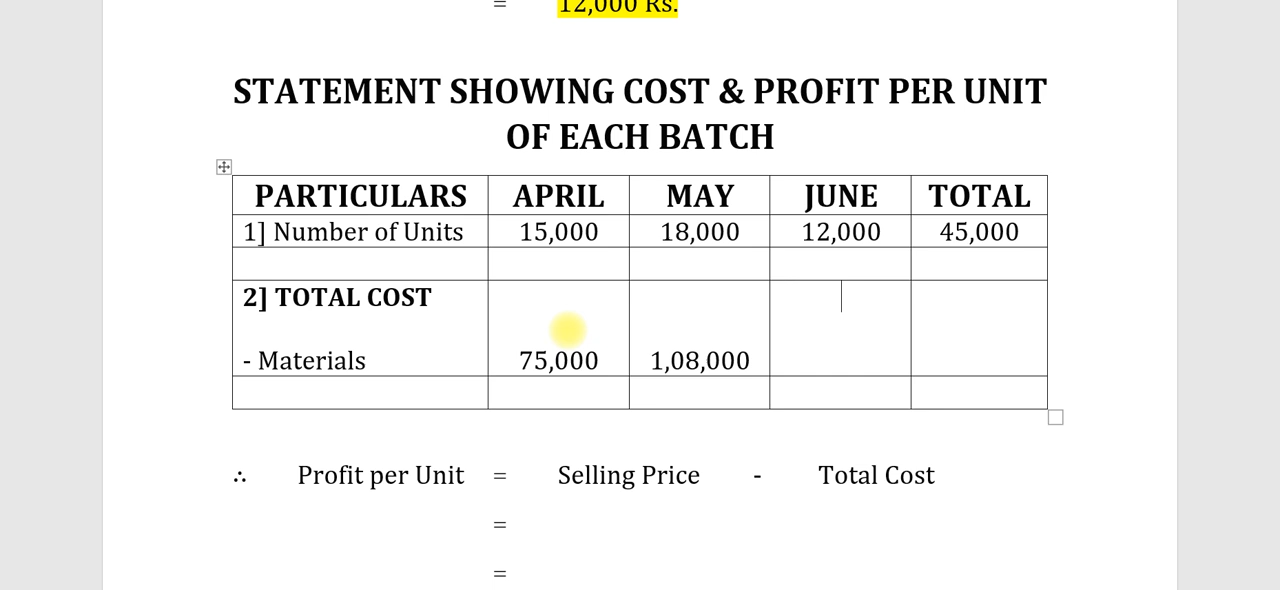 = 12,000 Rs.
STATEMENT SHOWING COST & PROFIT PER UNIT
OF EACH BATCH
PARTICULARS APRIL MAY JUNE TOTAL
1] Number of Units 15,000 18,000 12,000 45,000
2] TOTAL COST
- Materials 75,000 1,08,000
∴ Profit per Unit = Selling Price - Total Cost
=
=